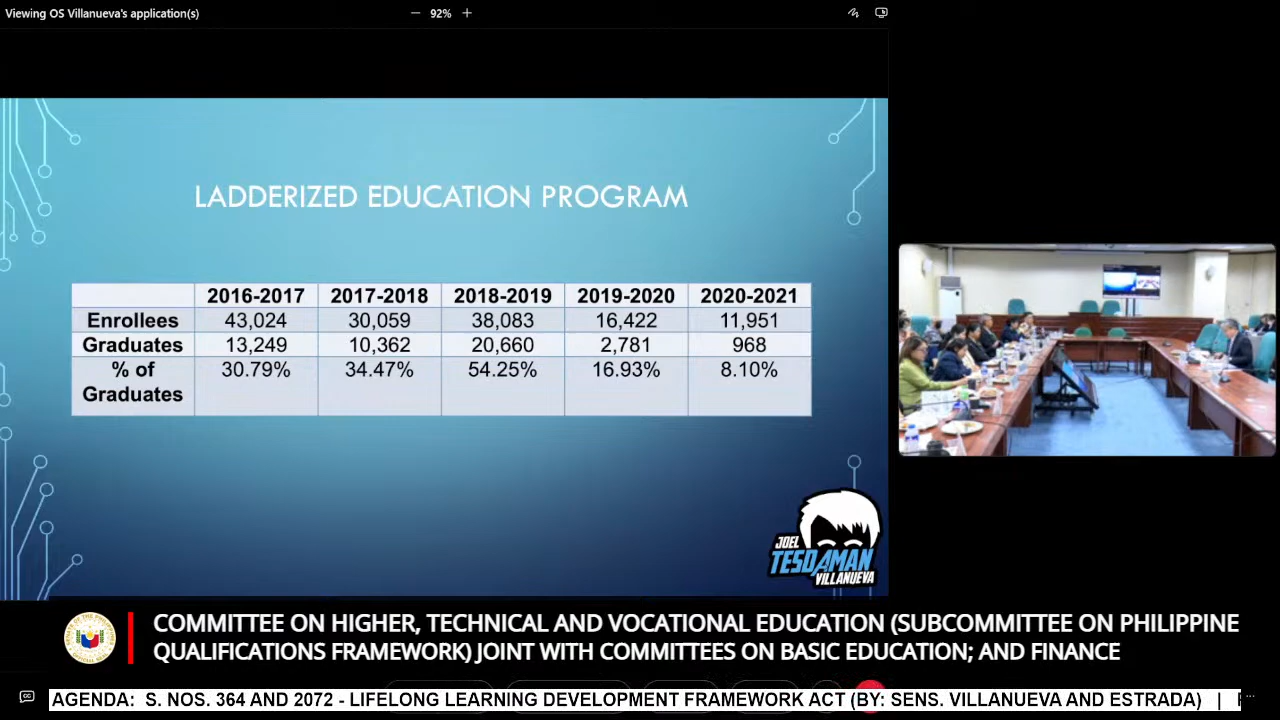 Viewing OS Villanueva's application(s)
92%
LADDERIZED EDUCATION PROGRAM
2016-2017 2017-2018 2018-2019 2019-2020 2020-2021
Enrollees 43,024 30,059 38,083 16,422 11,951
Graduates 13,249 10,362 20,660 2,781 968
% of Graduates 30.79% 34.47% 54.25% 16.93% 8.10%
JOEL
TESDAMAN
VILLANUEVA
COMMITTEE ON HIGHER, TECHNICAL AND VOCATIONAL EDUCATION (SUBCOMMITTEE ON PHILIPPINE
QUALIFICATIONS FRAMEWORK) JOINT WITH COMMITTEES ON BASIC EDUCATION; AND FINANCE
AGENDA: S. NOS. 364 AND 2072 - LIFELONG LEARNING DEVELOPMENT FRAMEWORK ACT (BY: SENS. VILLANUEVA AND ESTRADA) |